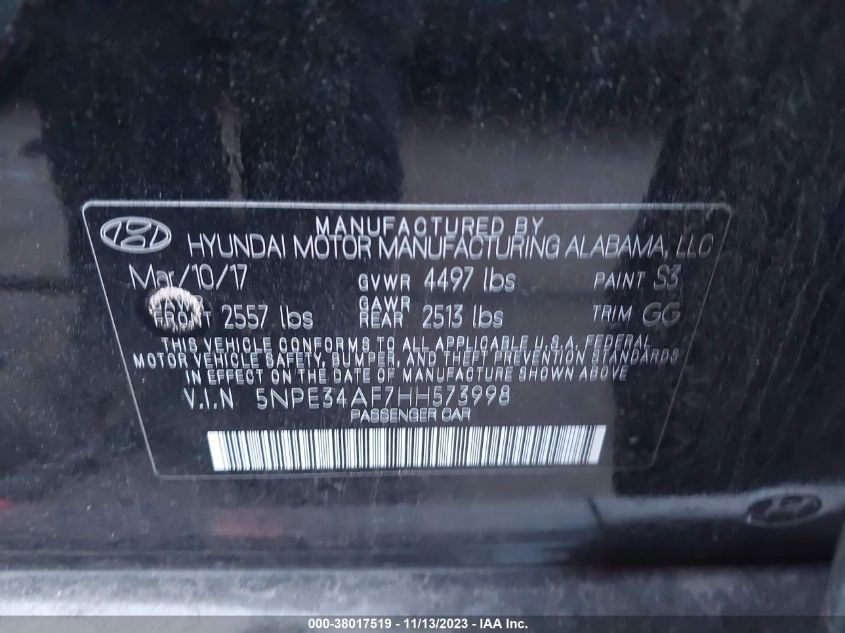 MANUFACTURED BY
HYUNDAI MOTOR MANUFACTURING ALABAMA, LLC
Mar/10/17 GVWR 4497 lbs PAINT S3
GAWR FRONT 2557 lbs GAWR REAR 2513 lbs TRIM GG
THIS VEHICLE CONFORMS TO ALL APPLICABLE U.S.A. FEDERAL
MOTOR VEHICLE SAFETY, BUMPER, AND THEFT PREVENTION STANDARDS
IN EFFECT ON THE DATE OF MANUFACTURE SHOWN ABOVE
V.I.N 5NPE34AF7HH573998
PASSENGER CAR
000-38017519 - 11/13/2023 - IAA Inc.